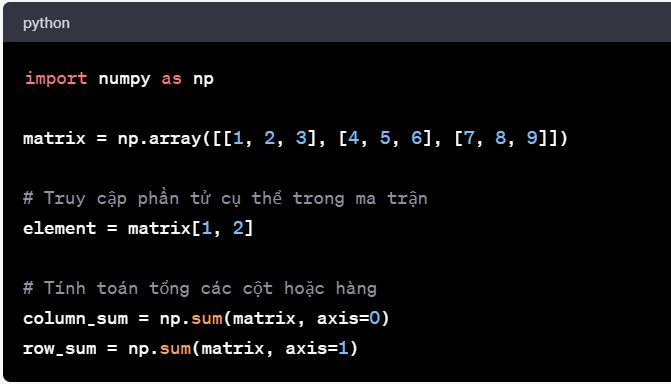 python
import numpy as np
matrix = np.array([[1, 2, 3], [4, 5, 6], [7, 8, 9]])
# Truy cập phần tử cụ thể trong ma trận
element = matrix[1, 2]
# Tính toán tổng các cột hoặc hàng
column_sum = np.sum(matrix, axis=0)
row_sum = np.sum(matrix, axis=1)